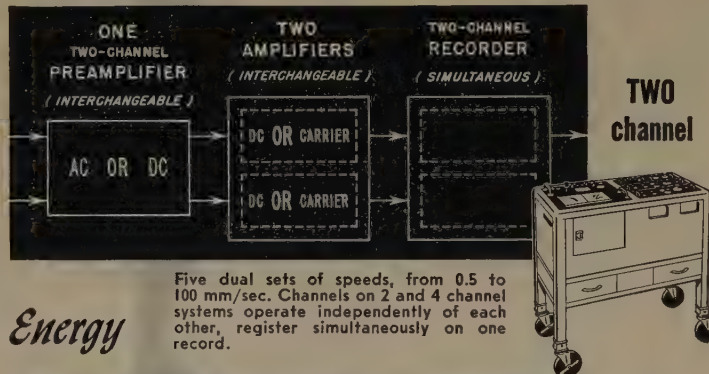 ONE
TWO-CHANNEL
PREAMPLIFIER
(INTERCHANGEABLE)
AC OR DC
TWO
AMPLIFIERS
(INTERCHANGEABLE)
DC OR CARRIER
DC OR CARRIER
TWO-CHANNEL
RECORDER
(SIMULTANEOUS)
TWO
channel
Five dual sets of speeds, from 0.5 to
100 mm/sec. Channels on 2 and 4 channel
systems operate independently of each
other, register simultaneously on one
record.
Energy